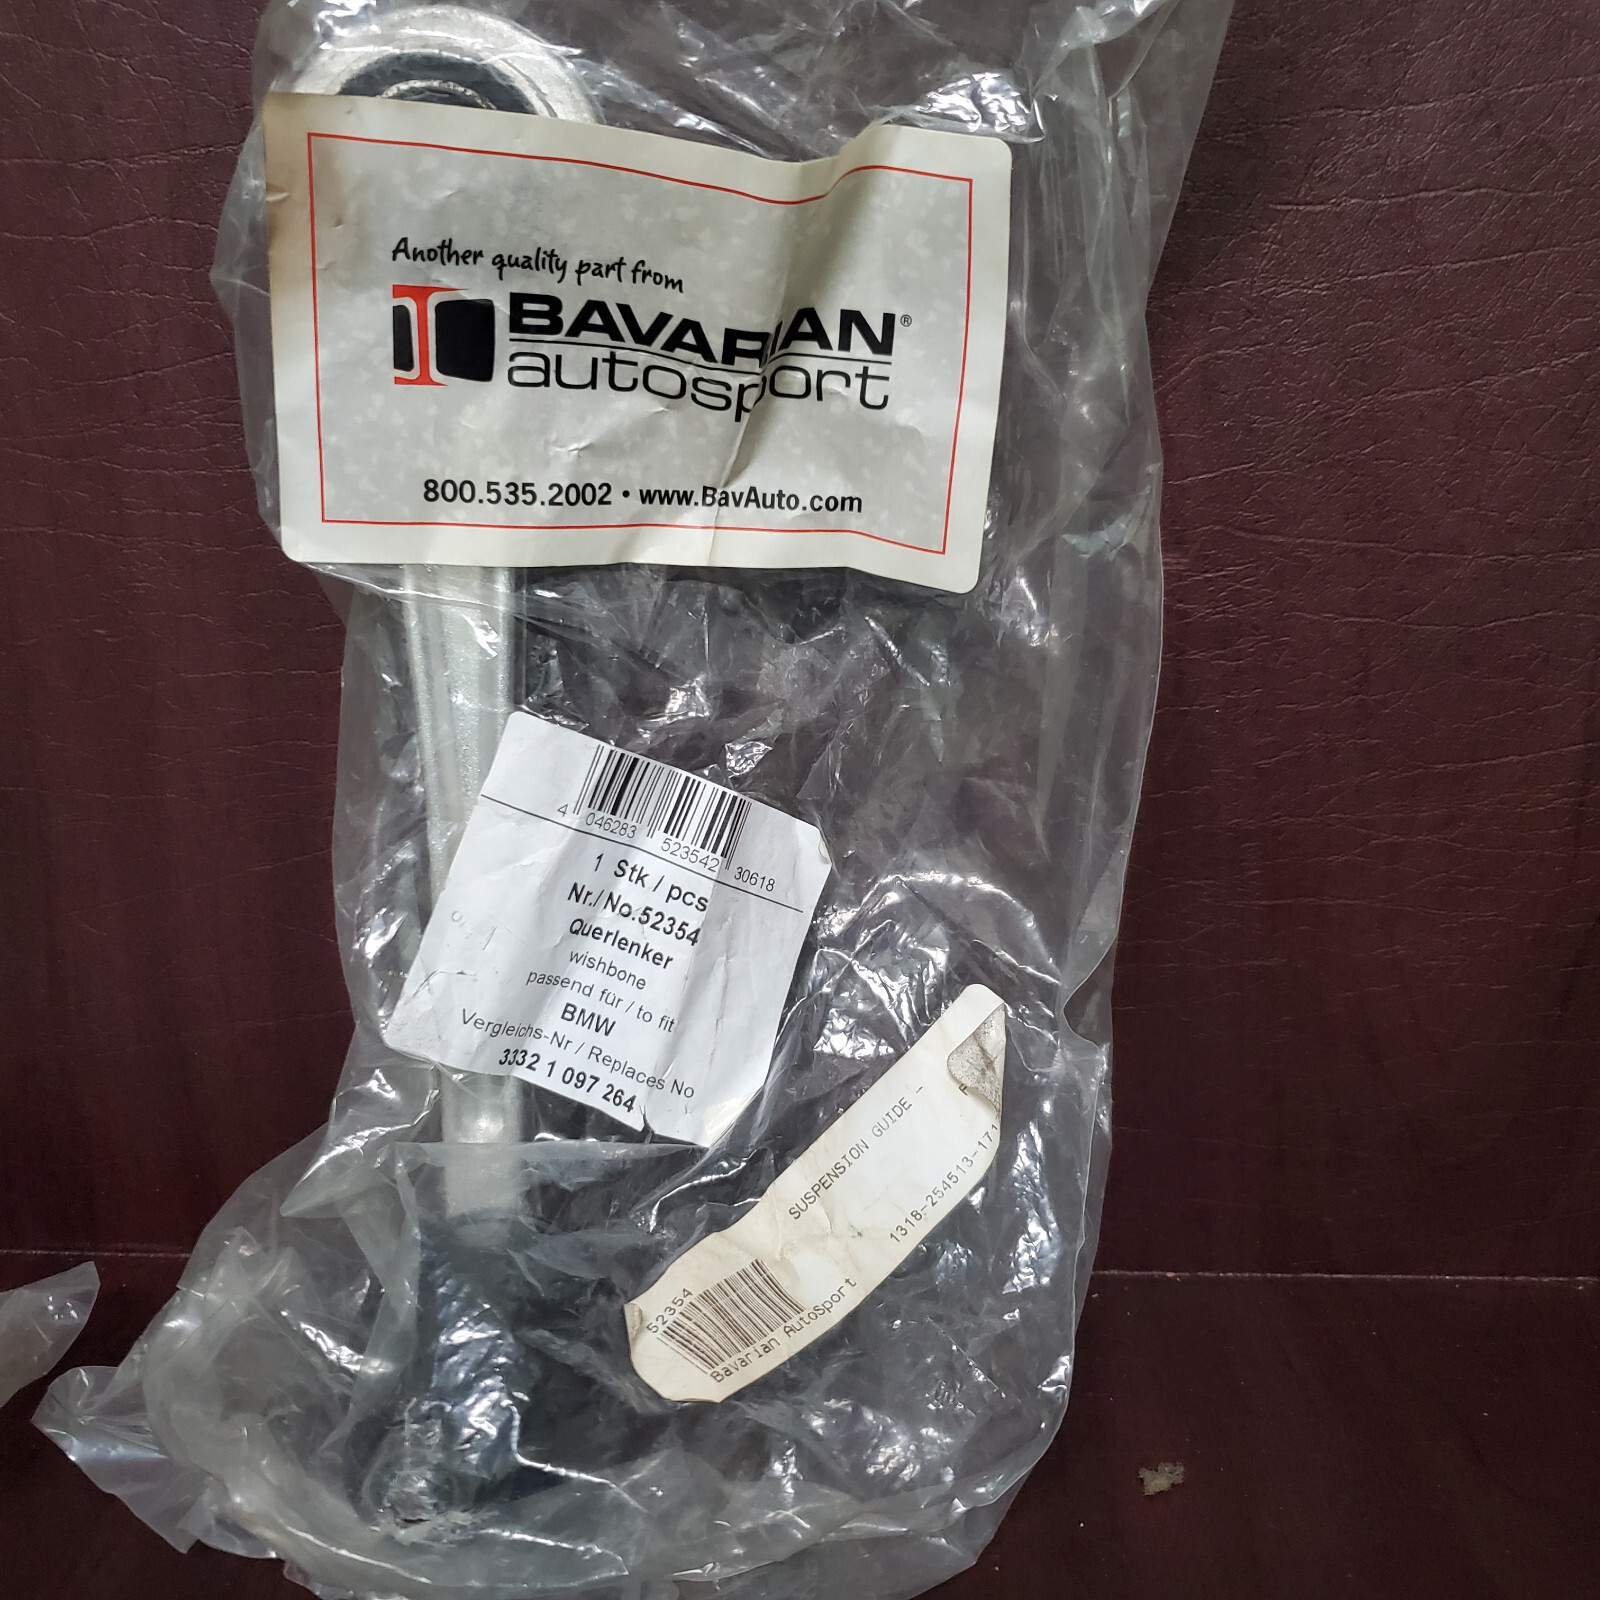 Another quality part from
BAVARIAN®
autosport
800.535.2002 • www.BavAuto.com
4 046283 523542 30618
1 Stk / pcs
Nr./No.52354
Querlenker
wishbone
passend für / to fit
BMW
Vergleichs-Nr / Replaces No
3332 1 097 264
SUSPENSION GUIDE -
1318-254513-171
52354
Bavarian AutoSport